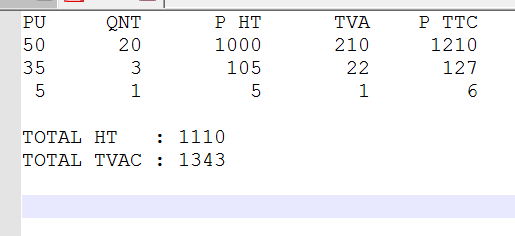 PU QNT P HT TVA P TTC
50 20 1000 210 1210
35 3 105 22 127
5 1 5 1 6
TOTAL HT : 1110
TOTAL TVAC : 1343